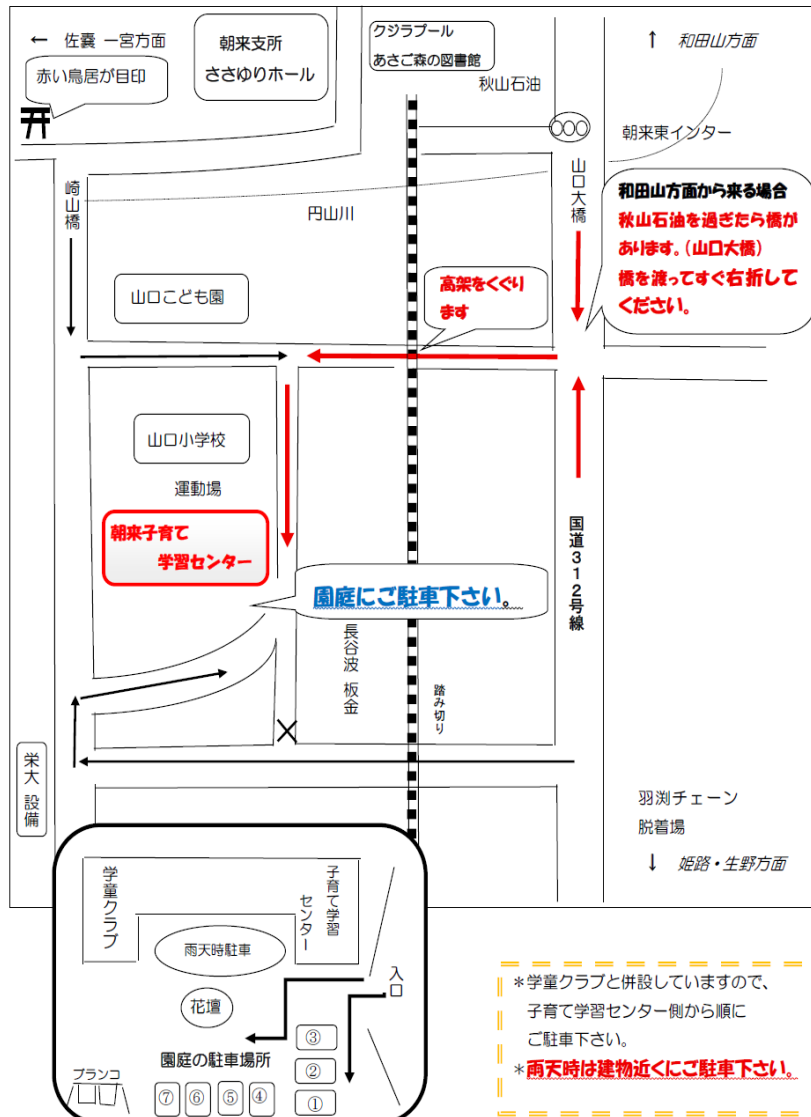 ← 佐嚢 一宮方面
赤い鳥居が目印
朝来支所
ささゆりホール
クジラプール
あさご森の図書館
秋山石油
↑ 和田山方面
朝来東インター
崎山橋
円山川
山口大橋
和田山方面から来る場合
秋山石油を過ぎたら橋が
あります。(山口大橋)
橋を渡ってすぐ右折して
ください。
高架をくぐり
ます
山口こども園
山口小学校
運動場
朝来子育て
学習センター
園庭にご駐車下さい。
国道312号線
長谷波 板金
踏み切り
栄大 設備
羽渕チェーン
脱着場
↓ 姫路・生野方面
学童クラブ
子育て学習
センター
雨天時駐車
入口
花壇
園庭の駐車場所
ブランコ
③
②
①
⑦ ⑥ ⑤ ④
*学童クラブと併設していますので、
子育て学習センター側から順に
ご駐車下さい。
*雨天時は建物近くにご駐車下さい。